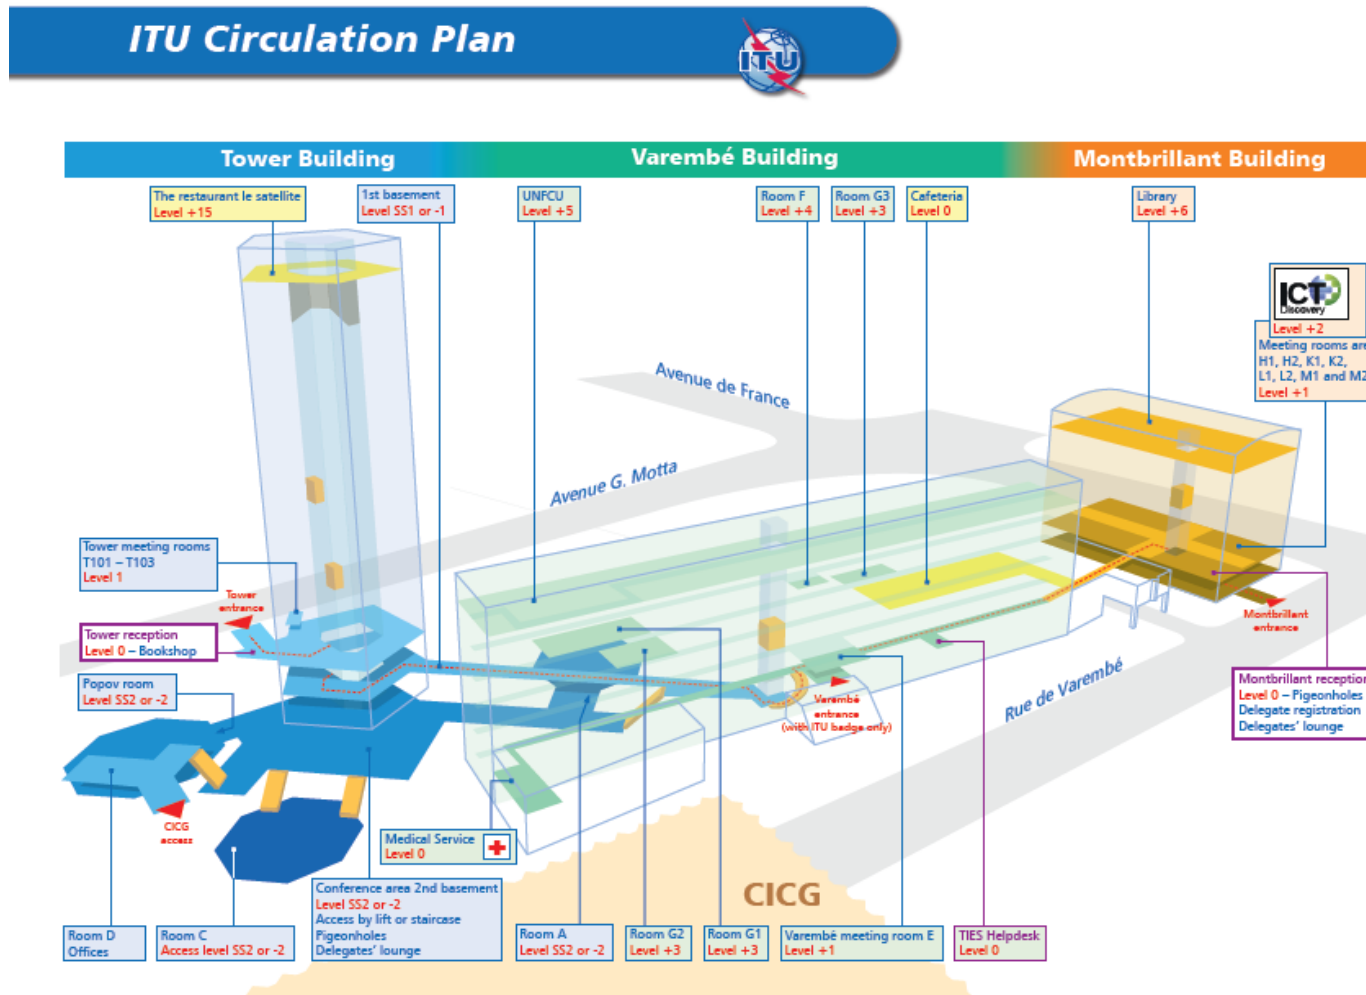 ITU Circulation Plan
ITU
Tower Building
Varembé Building
Montbrillant Building
The restaurant le satellite
Level +15
1st basement
Level SS1 or -1
UNFCU
Level +5
Room F
Level +4
Room G3
Level +3
Cafeteria
Level 0
Library
Level +6
ICT
Discovery
Level +2
Meeting rooms are
H1, H2, K1, K2,
L1, L2, M1 and M2
Level +1
Avenue de France
Avenue G. Motta
Tower meeting rooms
T101 – T103
Level 1
Tower
entrance
Tower reception
Level 0 – Bookshop
Popov room
Level SS2 or -2
Montbrillant
entrance
Varembé
entrance
(with ITU badge only)
Rue de Varembé
Montbrillant reception
Level 0 – Pigeonholes
Delegate registration
Delegates' lounge
CICG
access
Medical Service
Level 0
CICG
Conference area 2nd basement
Level SS2 or -2
Access by lift or staircase
Pigeonholes
Delegates' lounge
Room D
Offices
Room C
Access level SS2 or -2
Room A
Level SS2 or -2
Room G2
Level +3
Room G1
Level +3
Varembé meeting room E
Level +1
TIES Helpdesk
Level 0